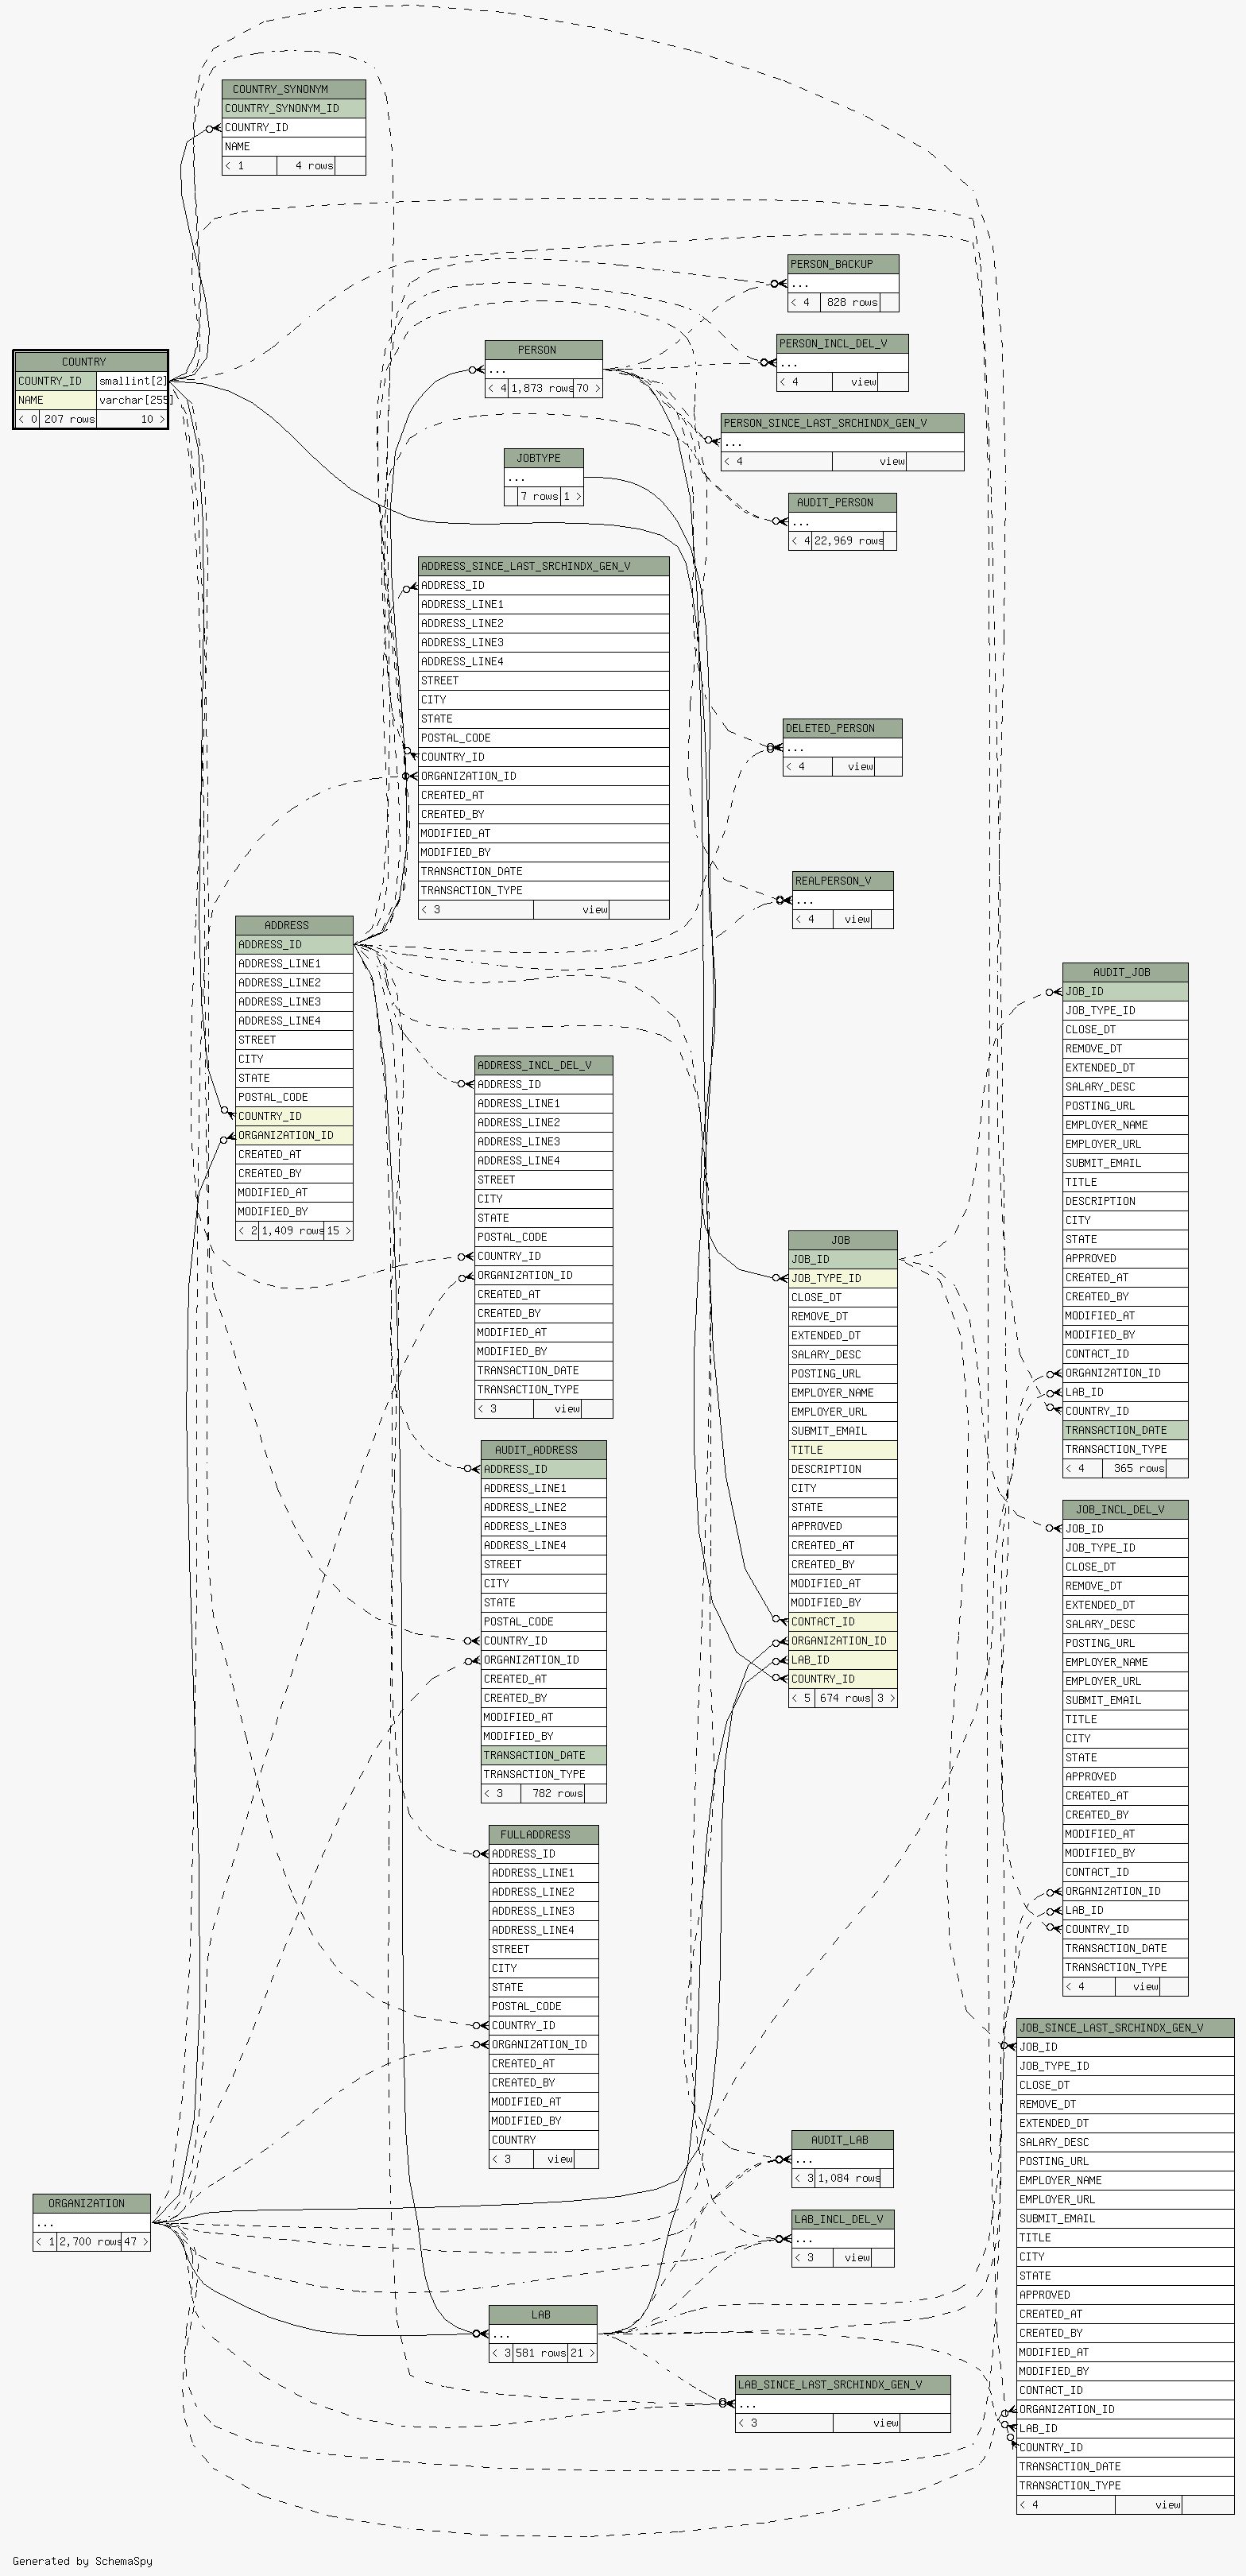 COUNTRY_SYNONYM
COUNTRY_SYNONYM_ID
COUNTRY_ID
NAME
< 1 4 rows
COUNTRY
COUNTRY_ID smallint[2]
NAME varchar[259]
< 0 207 rows 10 >
PERSON_BACKUP
...
< 4 828 rows
PERSON_INCL_DEL_V
...
< 4 view
PERSON
...
< 4 1,873 rows 70 >
PERSON_SINCE_LAST_SRCHINDX_GEN_V
...
< 4 view
JOBTYPE
...
7 rows 1 >
AUDIT_PERSON
...
< 4 22,969 rows
ADDRESS_SINCE_LAST_SRCHINDX_GEN_V
ADDRESS_ID
ADDRESS_LINE1
ADDRESS_LINE2
ADDRESS_LINE3
ADDRESS_LINE4
STREET
CITY
STATE
POSTAL_CODE
COUNTRY_ID
ORGANIZATION_ID
CREATED_AT
CREATED_BY
MODIFIED_AT
MODIFIED_BY
TRANSACTION_DATE
TRANSACTION_TYPE
< 3 view
DELETED_PERSON
...
< 4 view
REALPERSON_V
...
< 4 view
ADDRESS
ADDRESS_ID
ADDRESS_LINE1
ADDRESS_LINE2
ADDRESS_LINE3
ADDRESS_LINE4
STREET
CITY
STATE
POSTAL_CODE
COUNTRY_ID
ORGANIZATION_ID
CREATED_AT
CREATED_BY
MODIFIED_AT
MODIFIED_BY
< 2 1,409 rows 15 >
ADDRESS_INCL_DEL_V
ADDRESS_ID
ADDRESS_LINE1
ADDRESS_LINE2
ADDRESS_LINE3
ADDRESS_LINE4
STREET
CITY
STATE
POSTAL_CODE
COUNTRY_ID
ORGANIZATION_ID
CREATED_AT
CREATED_BY
MODIFIED_AT
MODIFIED_BY
TRANSACTION_DATE
TRANSACTION_TYPE
< 3 view
AUDIT_ADDRESS
ADDRESS_ID
ADDRESS_LINE1
ADDRESS_LINE2
ADDRESS_LINE3
ADDRESS_LINE4
STREET
CITY
STATE
POSTAL_CODE
COUNTRY_ID
ORGANIZATION_ID
CREATED_AT
CREATED_BY
MODIFIED_AT
MODIFIED_BY
TRANSACTION_DATE
TRANSACTION_TYPE
< 3 782 rows
FULLADDRESS
ADDRESS_ID
ADDRESS_LINE1
ADDRESS_LINE2
ADDRESS_LINE3
ADDRESS_LINE4
STREET
CITY
STATE
POSTAL_CODE
COUNTRY_ID
ORGANIZATION_ID
CREATED_AT
CREATED_BY
MODIFIED_AT
MODIFIED_BY
COUNTRY
< 3 view
JOB
JOB_ID
JOB_TYPE_ID
CLOSE_DT
REMOVE_DT
EXTENDED_DT
SALARY_DESC
POSTING_URL
EMPLOYER_NAME
EMPLOYER_URL
SUBMIT_EMAIL
TITLE
DESCRIPTION
CITY
STATE
APPROVED
CREATED_AT
CREATED_BY
MODIFIED_AT
MODIFIED_BY
CONTACT_ID
ORGANIZATION_ID
LAB_ID
COUNTRY_ID
< 5 674 rows 3 >
AUDIT_JOB
JOB_ID
JOB_TYPE_ID
CLOSE_DT
REMOVE_DT
EXTENDED_DT
SALARY_DESC
POSTING_URL
EMPLOYER_NAME
EMPLOYER_URL
SUBMIT_EMAIL
TITLE
DESCRIPTION
CITY
STATE
APPROVED
CREATED_AT
CREATED_BY
MODIFIED_AT
MODIFIED_BY
CONTACT_ID
ORGANIZATION_ID
LAB_ID
COUNTRY_ID
TRANSACTION_DATE
TRANSACTION_TYPE
< 4 365 rows
JOB_INCL_DEL_V
JOB_ID
JOB_TYPE_ID
CLOSE_DT
REMOVE_DT
EXTENDED_DT
SALARY_DESC
POSTING_URL
EMPLOYER_NAME
EMPLOYER_URL
SUBMIT_EMAIL
TITLE
CITY
STATE
APPROVED
CREATED_AT
CREATED_BY
MODIFIED_AT
MODIFIED_BY
CONTACT_ID
ORGANIZATION_ID
LAB_ID
COUNTRY_ID
TRANSACTION_DATE
TRANSACTION_TYPE
< 4 view
JOB_SINCE_LAST_SRCHINDX_GEN_V
JOB_ID
JOB_TYPE_ID
CLOSE_DT
REMOVE_DT
EXTENDED_DT
SALARY_DESC
POSTING_URL
EMPLOYER_NAME
EMPLOYER_URL
SUBMIT_EMAIL
TITLE
CITY
STATE
APPROVED
CREATED_AT
CREATED_BY
MODIFIED_AT
MODIFIED_BY
CONTACT_ID
ORGANIZATION_ID
LAB_ID
COUNTRY_ID
TRANSACTION_DATE
TRANSACTION_TYPE
< 4 view
AUDIT_LAB
...
< 3 1,084 rows
ORGANIZATION
...
< 1 2,700 rows 47 >
LAB_INCL_DEL_V
...
< 3 view
LAB
...
< 3 581 rows 21 >
LAB_SINCE_LAST_SRCHINDX_GEN_V
...
< 3 view
Generated by SchemaSpy